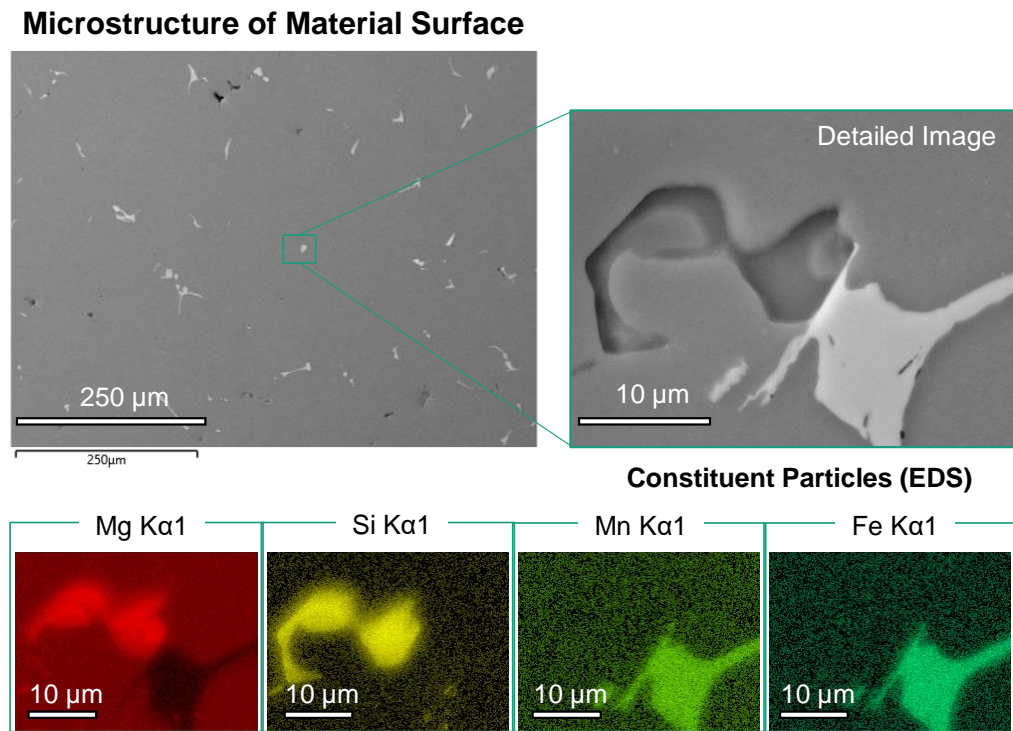 Microstructure of Material Surface
Detailed Image
250 µm
10 µm
250µm
Constituent Particles (EDS)
Mg Kα1
Si Kα1
Mn Kα1
Fe Kα1
10 µm
10 µm
10 µm
10 µm